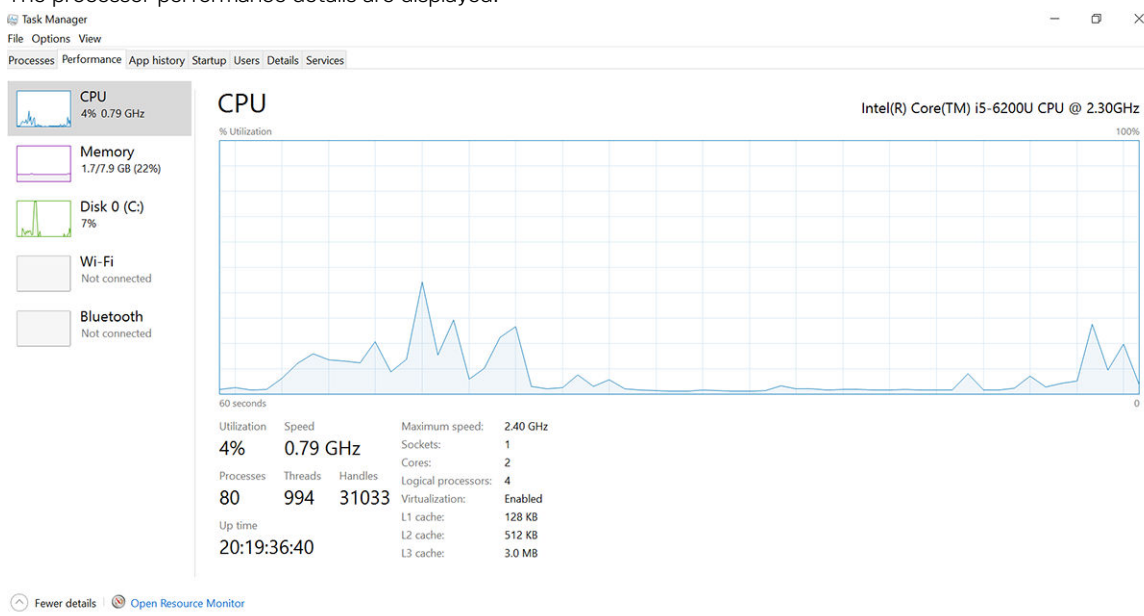 The processor performance details are displayed.
Task Manager
File Options View
Processes Performance App history Startup Users Details Services
CPU
4% 0.79 GHz
Memory
1.7/7.9 GB (22%)
Disk 0 (C:)
7%
Wi-Fi
Not connected
Bluetooth
Not connected
CPU
Intel(R) Core(TM) i5-6200U CPU @ 2.30GHz
% Utilization 100%
60 seconds 0
Utilization Speed
4% 0.79 GHz
Processes Threads Handles
80 994 31033
Up time
20:19:36:40
Maximum speed: 2.40 GHz
Sockets: 1
Cores: 2
Logical processors: 4
Virtualization: Enabled
L1 cache: 128 KB
L2 cache: 512 KB
L3 cache: 3.0 MB
Fewer details Open Resource Monitor